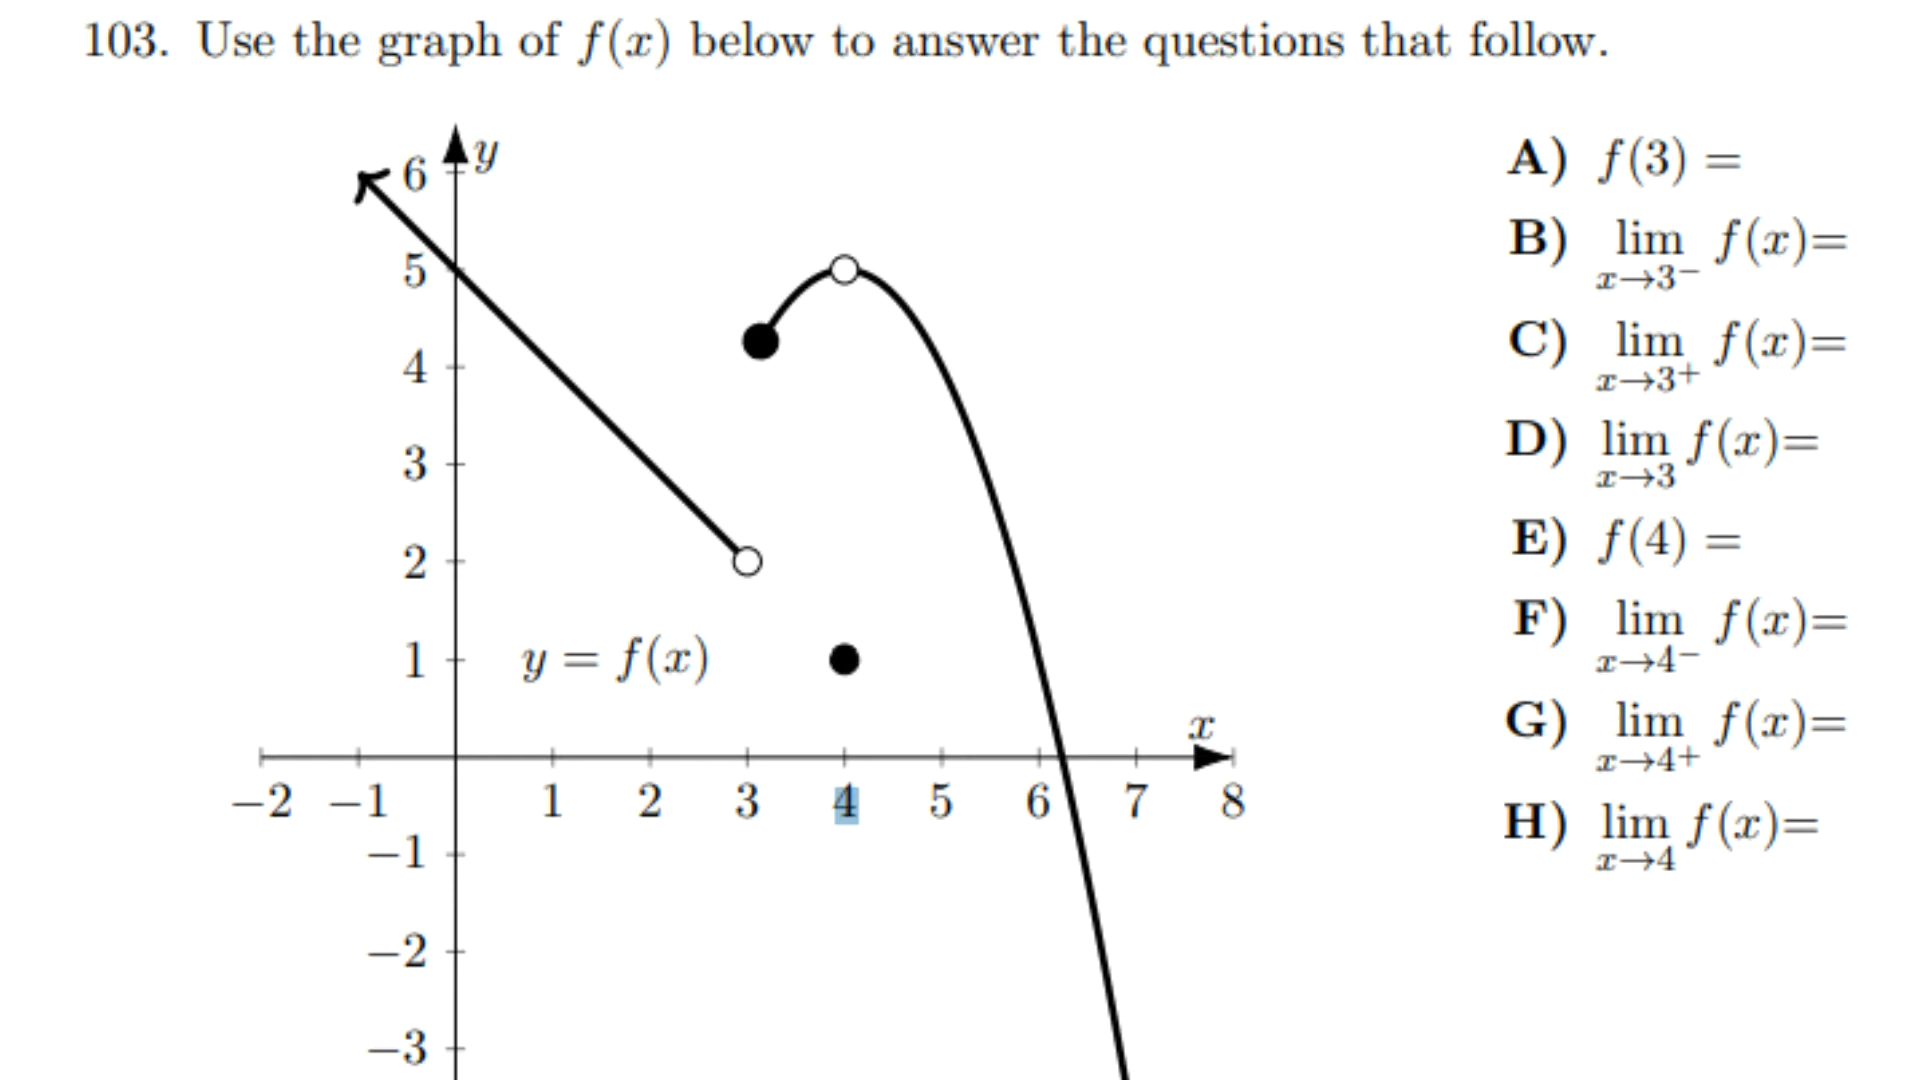 103. Use the graph of f(x) below to answer the questions that follow.
y
6
5
4
3
2
1
y = f(x)
x
−2 −1 1 2 3 4 5 6 7 8
−1
−2
−3
A) f(3) =
B) lim x→3⁻ f(x)=
C) lim x→3⁺ f(x)=
D) lim x→3 f(x)=
E) f(4) =
F) lim x→4⁻ f(x)=
G) lim x→4⁺ f(x)=
H) lim x→4 f(x)=